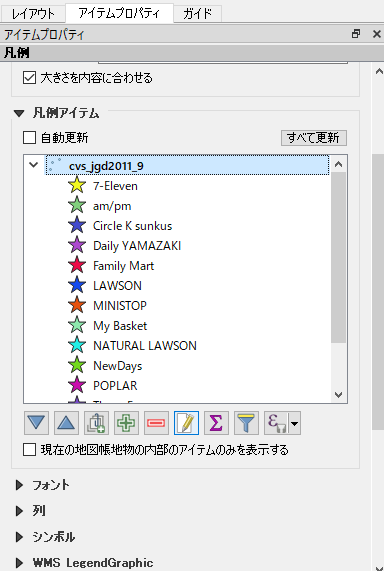 レイアウト アイテムプロパティ ガイド
アイテムプロパティ
凡例
大きさを内容に合わせる
凡例アイテム
自動更新 すべて更新
cvs_jgd2011_9
7-Eleven
am/pm
Circle K sunkus
Daily YAMAZAKI
Family Mart
LAWSON
MINISTOP
My Basket
NATURAL LAWSON
NewDays
POPLAR
Σ ε
現在の地図帳地物の内部のアイテムのみを表示する
フォント
列
シンボル
WMS LegendGraphic